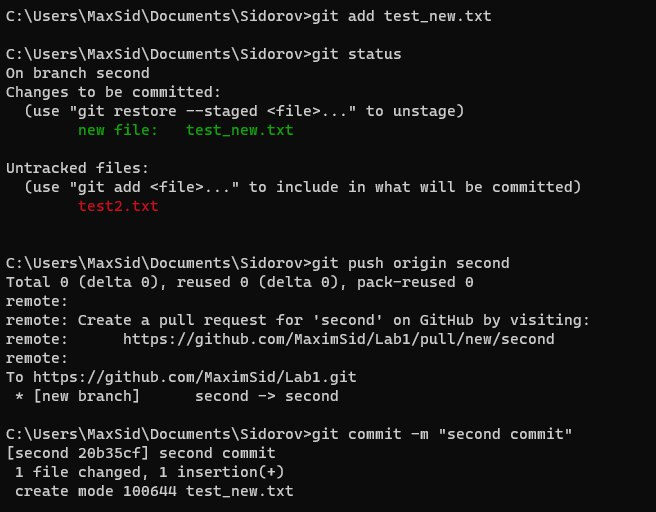 C:\Users\MaxSid\Documents\Sidorov>git add test_new.txt
C:\Users\MaxSid\Documents\Sidorov>git status
On branch second
Changes to be committed:
  (use "git restore --staged <file>..." to unstage)
        new file:   test_new.txt
Untracked files:
  (use "git add <file>..." to include in what will be committed)
        test2.txt
C:\Users\MaxSid\Documents\Sidorov>git push origin second
Total 0 (delta 0), reused 0 (delta 0), pack-reused 0
remote:
remote: Create a pull request for 'second' on GitHub by visiting:
remote:      https://github.com/MaximSid/Lab1/pull/new/second
remote:
To https://github.com/MaximSid/Lab1.git
 * [new branch]      second -> second
C:\Users\MaxSid\Documents\Sidorov>git commit -m "second commit"
[second 20b35cf] second commit
 1 file changed, 1 insertion(+)
 create mode 100644 test_new.txt